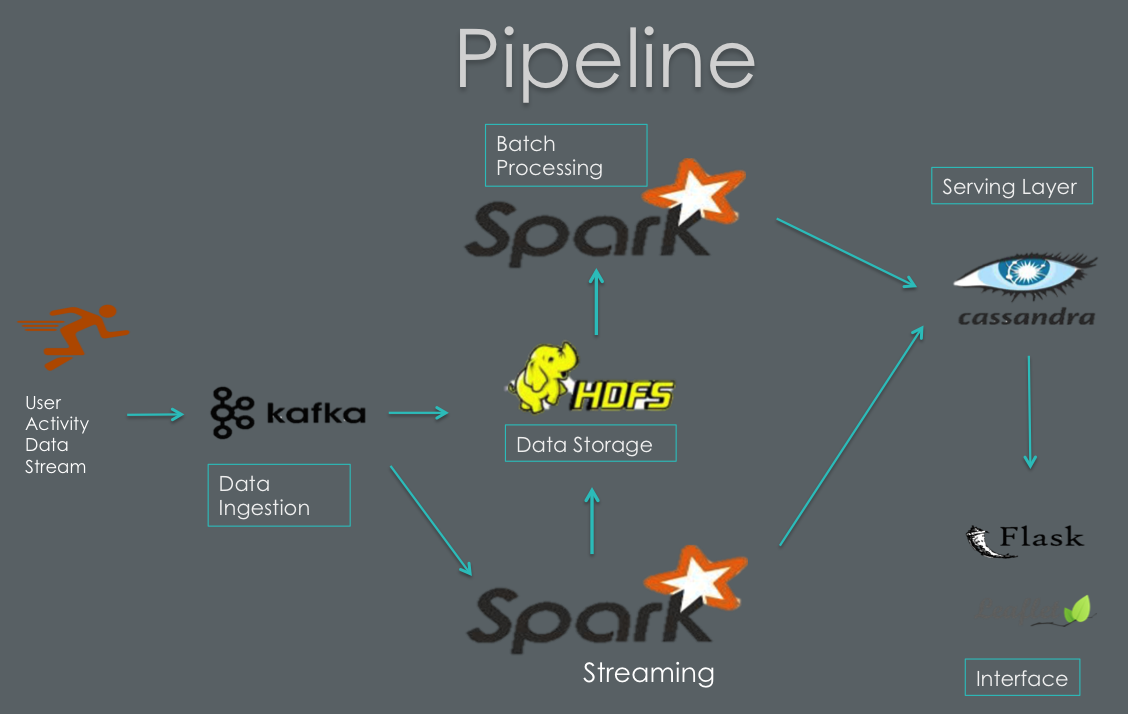 Pipeline
Batch
Processing
Spark
Serving Layer
cassandra
User
Activity
Data
Stream
kafka
Data
Ingestion
HDFS
Data Storage
Spark
Streaming
Flask
Interface